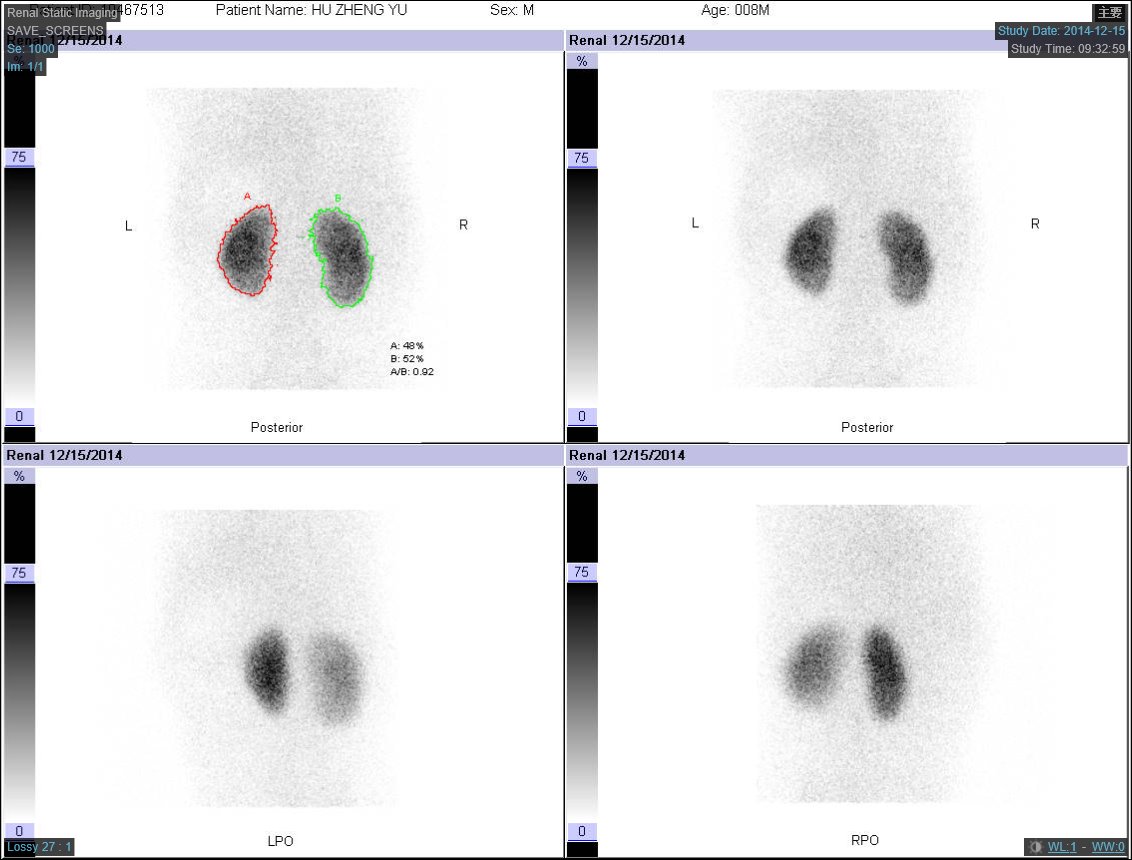 Renal Static Imaging
Patient Name: HU ZHENG YU
Sex: M
Age: 008M
主要
SAVE_SCREENS
Study Date: 2014-12-15
Se: 1000
Study Time: 09:32:59
Im: 1/1
Renal 12/15/2014
%
75
A
B
L
R
A: 48%
B: 52%
A/B: 0.92
0
Posterior
Renal 12/15/2014
%
75
L
R
0
Posterior
Renal 12/15/2014
%
75
0
LPO
Lossy 27 : 1
Renal 12/15/2014
%
75
0
RPO
WL:1 - WW:0